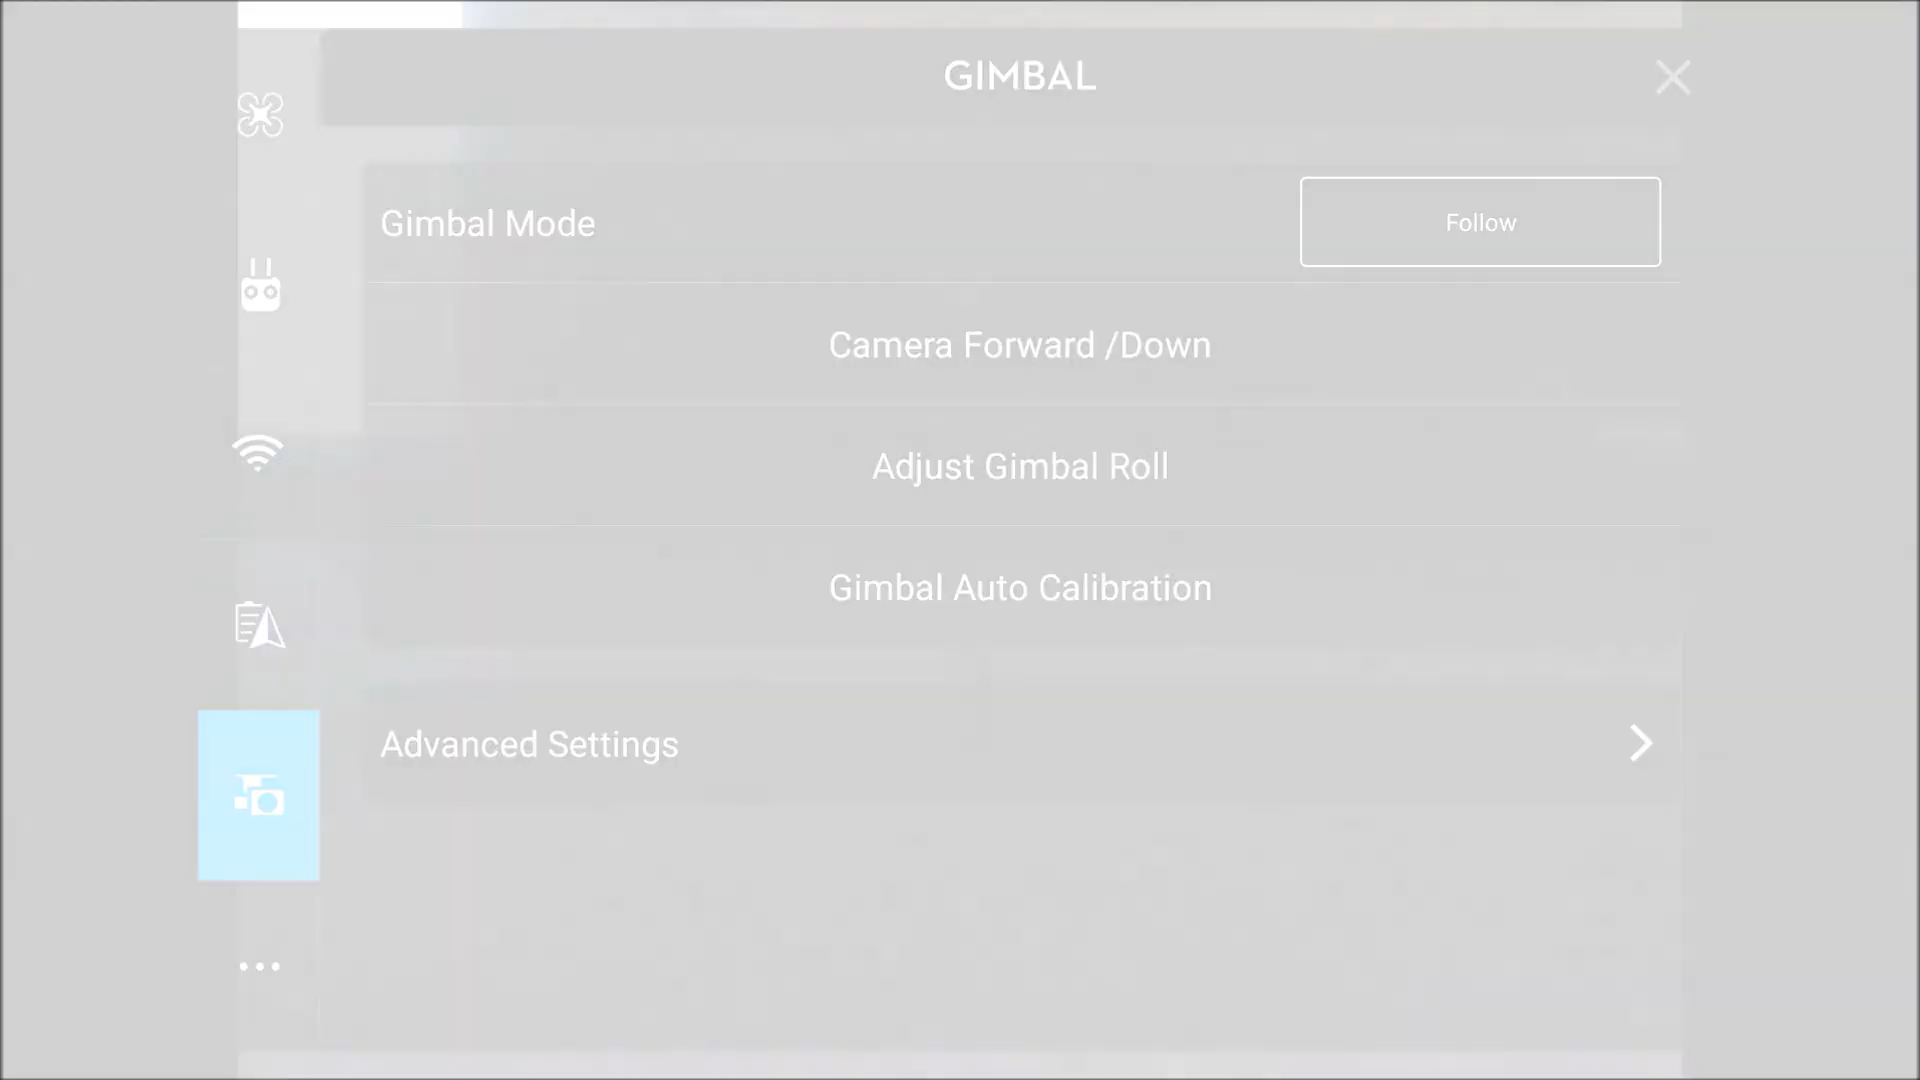 GIMBAL
Gimbal Mode
Follow
Camera Forward /Down
Adjust Gimbal Roll
Gimbal Auto Calibration
Advanced Settings